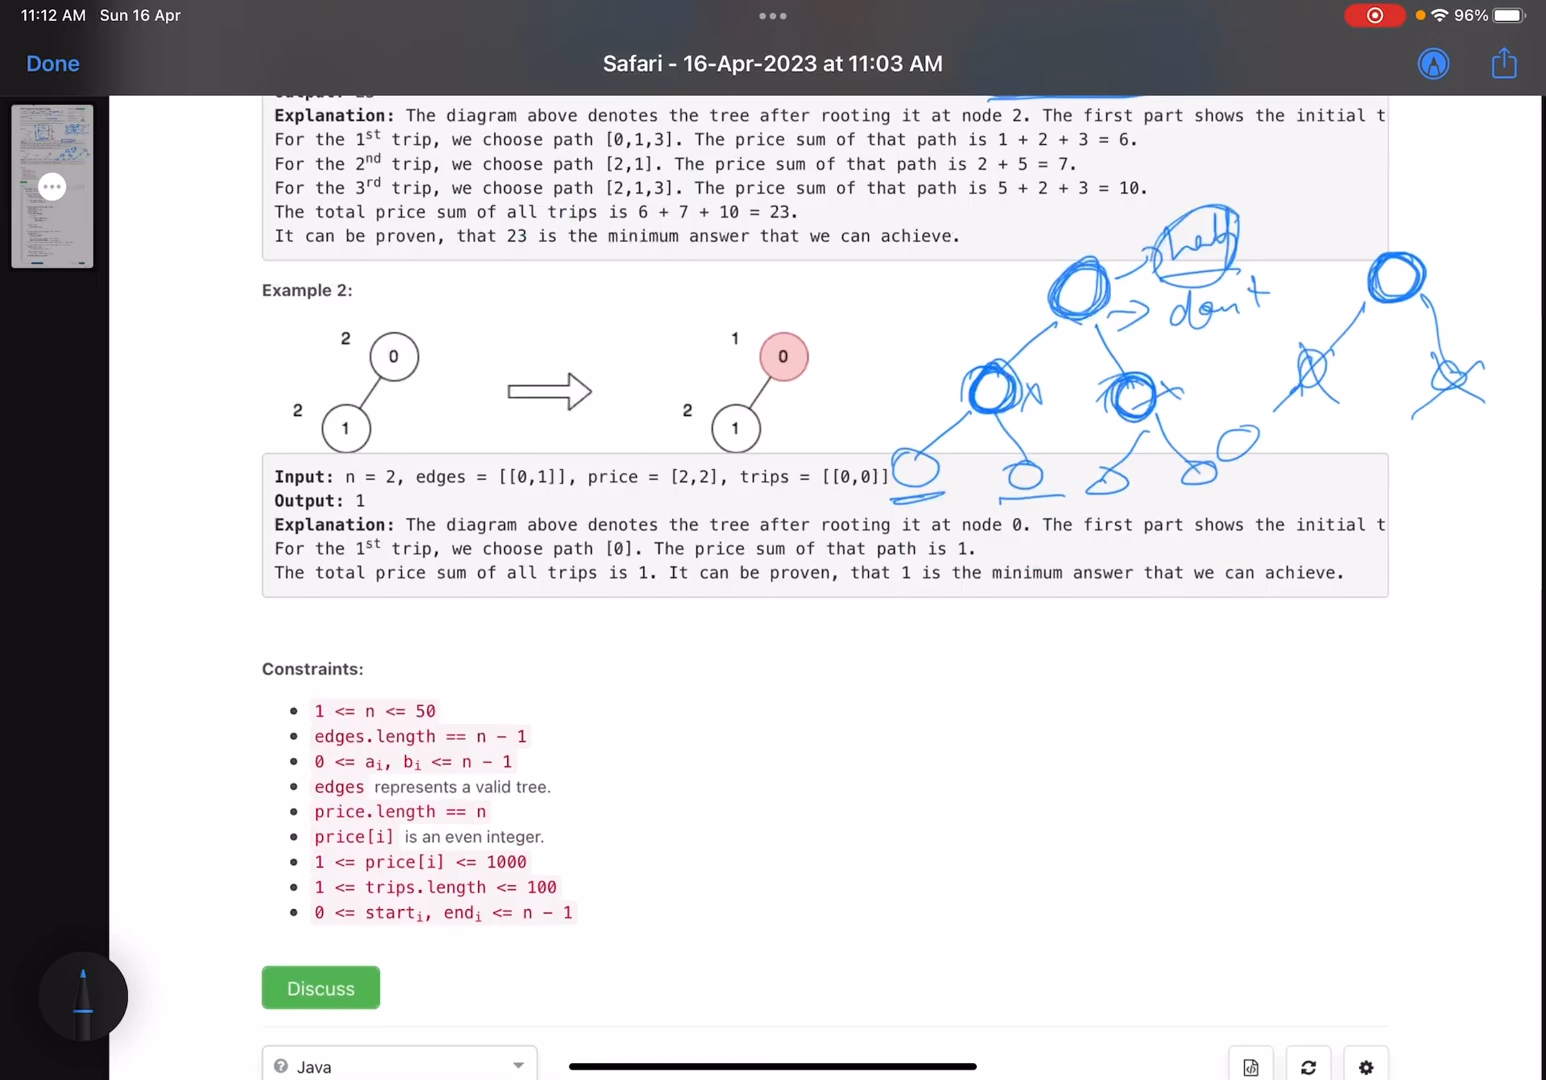 11:12 AM Sun 16 Apr
96%
Done
Safari - 16-Apr-2023 at 11:03 AM
Explanation: The diagram above denotes the tree after rooting it at node 2. The first part shows the initial t
For the 1st trip, we choose path [0,1,3]. The price sum of that path is 1 + 2 + 3 = 6.
For the 2nd trip, we choose path [2,1]. The price sum of that path is 2 + 5 = 7.
For the 3rd trip, we choose path [2,1,3]. The price sum of that path is 5 + 2 + 3 = 10.
The total price sum of all trips is 6 + 7 + 10 = 23.
It can be proven, that 23 is the minimum answer that we can achieve.
half
don't
Example 2:
2
0
2
1
1
0
2
1
Input: n = 2, edges = [[0,1]], price = [2,2], trips = [[0,0]]
Output: 1
Explanation: The diagram above denotes the tree after rooting it at node 0. The first part shows the initial t
For the 1st trip, we choose path [0]. The price sum of that path is 1.
The total price sum of all trips is 1. It can be proven, that 1 is the minimum answer that we can achieve.
Constraints:
1 <= n <= 50
edges.length == n - 1
0 <= ai, bi <= n - 1
edges represents a valid tree.
price.length == n
price[i] is an even integer.
1 <= price[i] <= 1000
1 <= trips.length <= 100
0 <= starti, endi <= n - 1
Discuss
Java